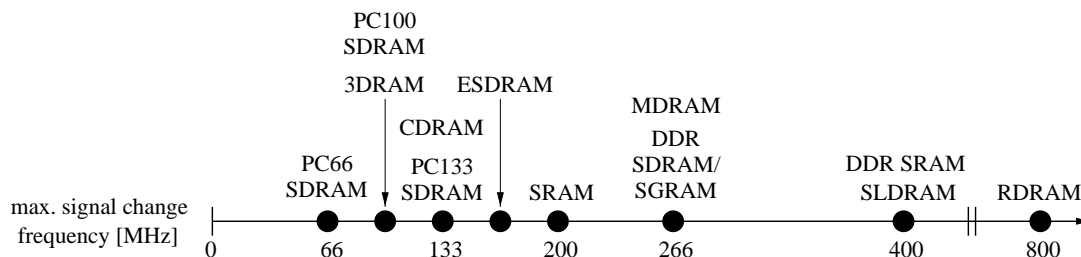 PC100
SDRAM
3DRAM
ESDRAM
MDRAM
CDRAM
DDR
SDRAM/
SGRAM
PC66
SDRAM
PC133
SDRAM
SRAM
DDR SRAM
SLDRAM
RDRAM
max. signal change
frequency [MHz]
0
66
133
200
266
400
800